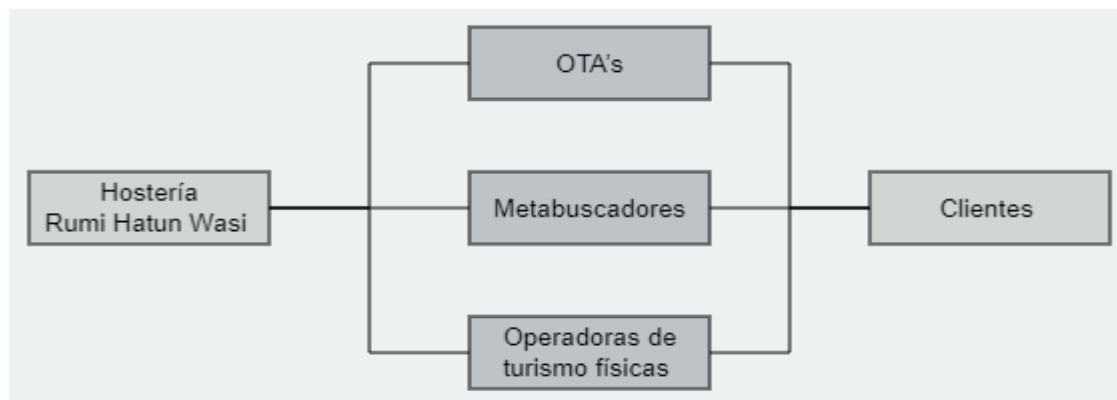 OTA's
Hostería
Rumi Hatun Wasi
Metabuscadores
Clientes
Operadoras de
turismo físicas